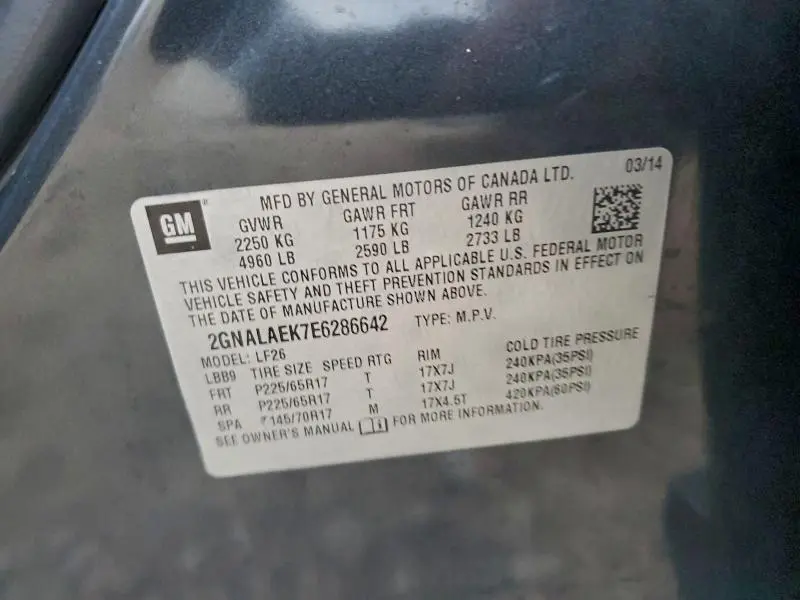 MFD BY GENERAL MOTORS OF CANADA LTD. 03/14
GM
GVWR GAWR FRT GAWR RR
2250 KG 1175 KG 1240 KG
4960 LB 2590 LB 2733 LB
THIS VEHICLE CONFORMS TO ALL APPLICABLE U.S. FEDERAL MOTOR
VEHICLE SAFETY AND THEFT PREVENTION STANDARDS IN EFFECT ON
THE DATE OF MANUFACTURE SHOWN ABOVE.
2GNALAEK7E6286642 TYPE: M.P.V.
MODEL: LF26
LBB9 TIRE SIZE SPEED RTG RIM COLD TIRE PRESSURE
FRT P225/65R17 T 17X7J 240KPA(35PSI)
RR P225/65R17 T 17X7J 240KPA(35PSI)
SPA T145/70R17 M 17X4.5T 420KPA(60PSI)
SEE OWNER'S MANUAL FOR MORE INFORMATION.